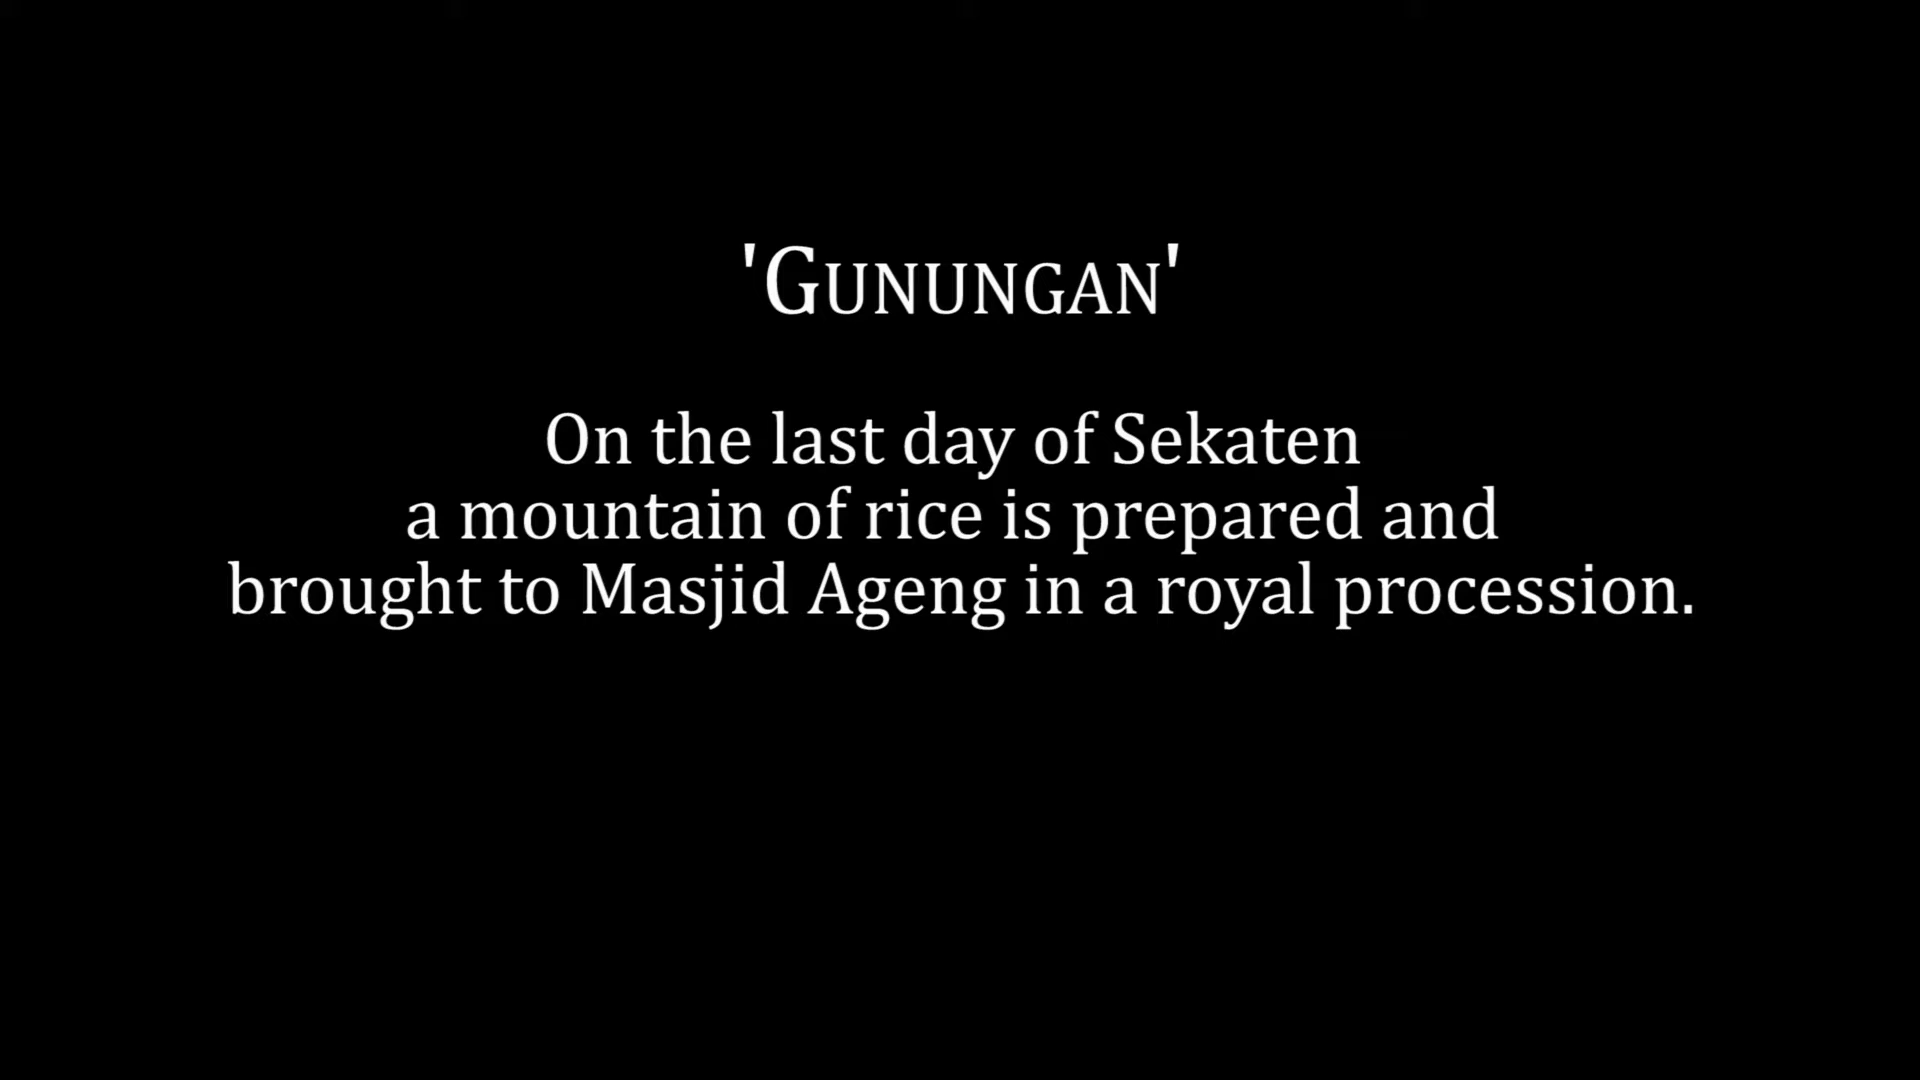 'GUNUNGAN'
On the last day of Sekaten
a mountain of rice is prepared and
brought to Masjid Ageng in a royal procession.